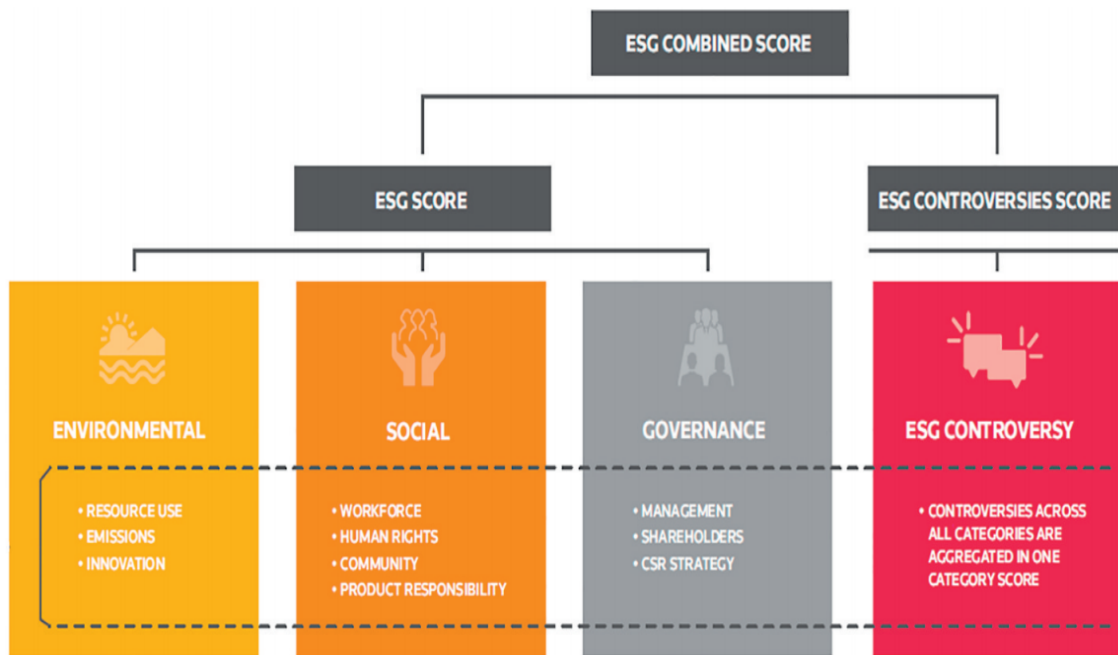 ESG COMBINED SCORE
ESG SCORE
ESG CONTROVERSIES SCORE
ENVIRONMENTAL
• RESOURCE USE
• EMISSIONS
• INNOVATION
SOCIAL
• WORKFORCE
• HUMAN RIGHTS
• COMMUNITY
• PRODUCT RESPONSIBILITY
GOVERNANCE
• MANAGEMENT
• SHAREHOLDERS
• CSR STRATEGY
ESG CONTROVERSY
• CONTROVERSIES ACROSS
ALL CATEGORIES ARE
AGGREGATED IN ONE
CATEGORY SCORE